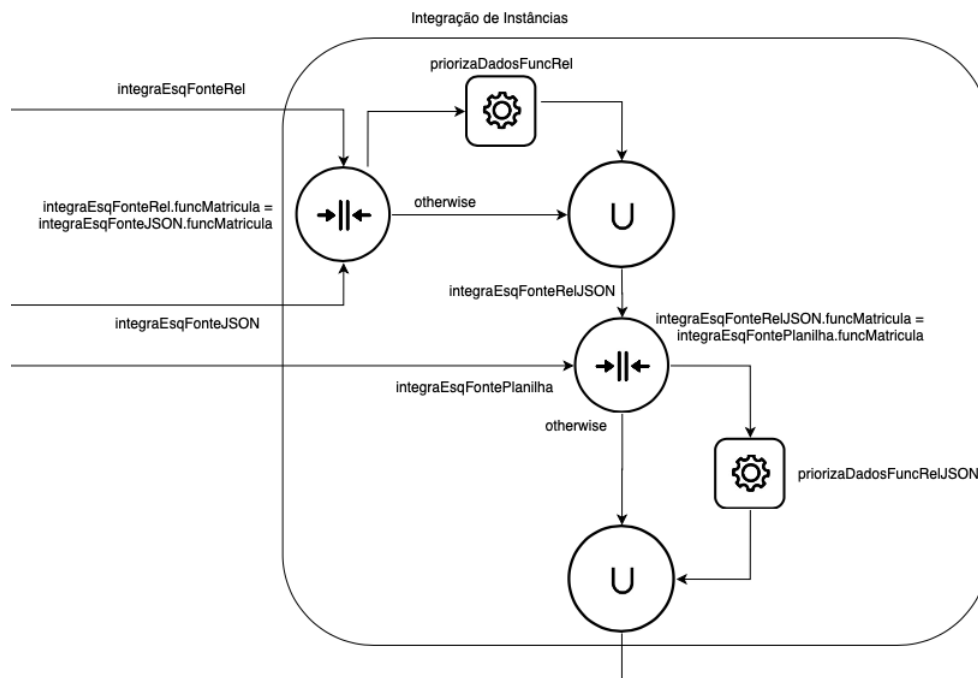 Integração de Instâncias
priorizaDadosFuncRel
integraEsqFonteRel
integraEsqFonteRel.funcMatricula =
integraEsqFonteJSON.funcMatricula
otherwise
U
integraEsqFonteRelJSON
integraEsqFonteJSON
integraEsqFonteRelJSON.funcMatricula =
integraEsqFontePlanilha.funcMatricula
integraEsqFontePlanilha
otherwise
priorizaDadosFuncRelJSON
U